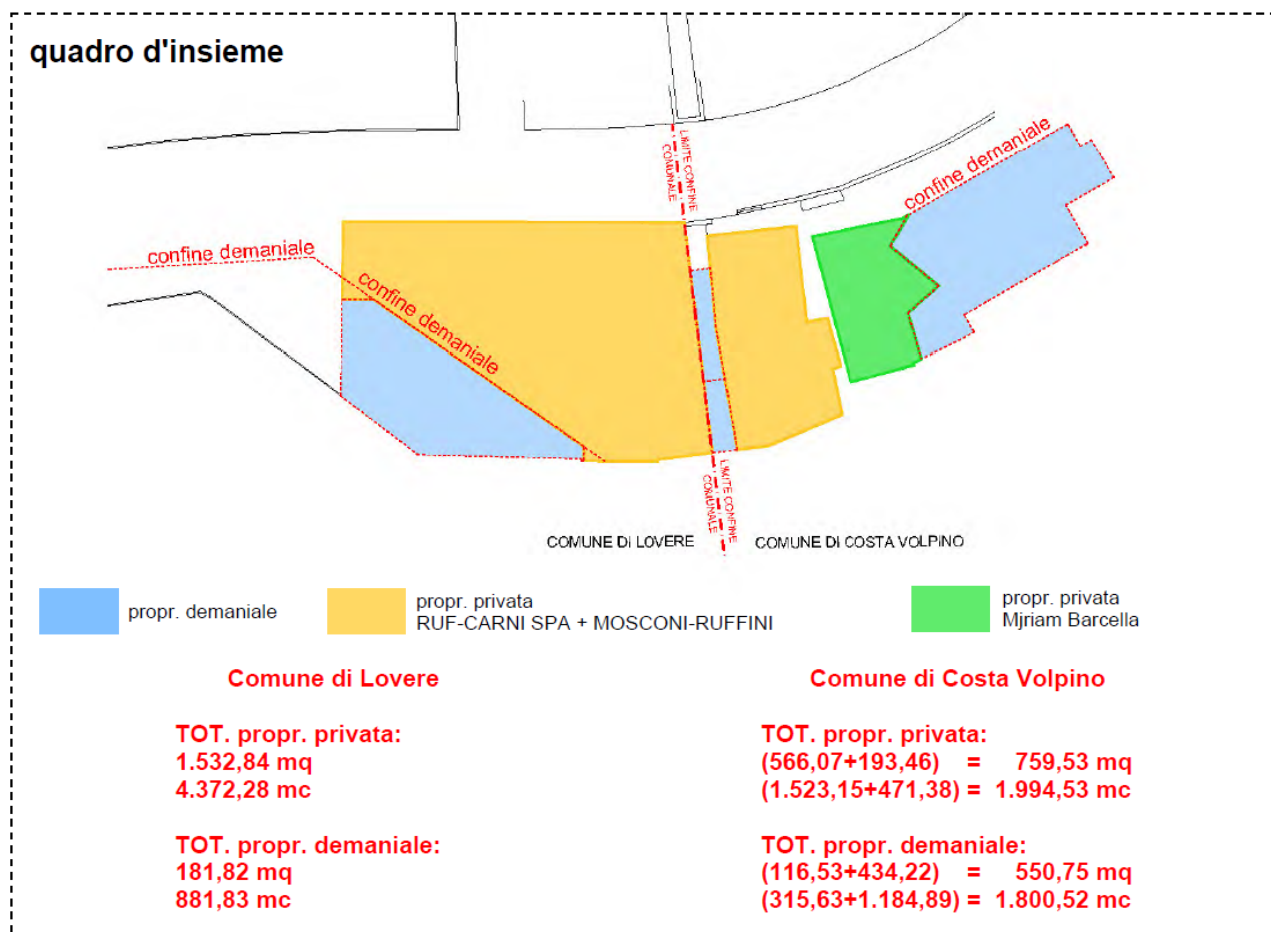 quadro d'insieme
LIMITE CONFINE
COMUNALE
confine demaniale
confine demaniale
confine demaniale
LIMITE CONFINE
COMUNALE
COMUNE DI LOVERE
COMUNE DI COSTA VOLPINO
propr. demaniale
propr. privata
RUF-CARNI SPA + MOSCONI-RUFFINI
propr. privata
Mjriam Barcella
Comune di Lovere
TOT. propr. privata:
1.532,84 mq
4.372,28 mc
TOT. propr. demaniale:
181,82 mq
881,83 mc
Comune di Costa Volpino
TOT. propr. privata:
(566,07+193,46) = 759,53 mq
(1.523,15+471,38) = 1.994,53 mc
TOT. propr. demaniale:
(116,53+434,22) = 550,75 mq
(315,63+1.184,89) = 1.800,52 mc